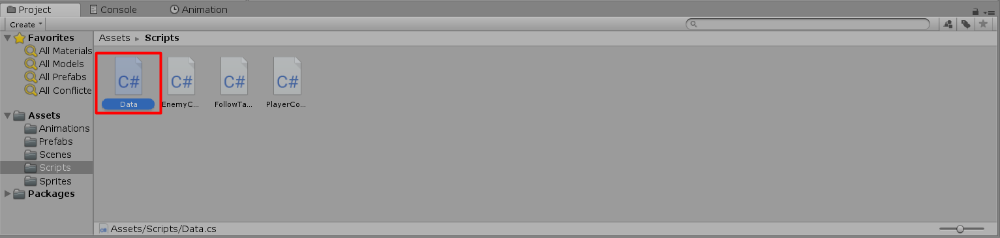 Project
Console
Animation
Create
Favorites
All Materials
All Models
All Prefabs
All Conflicte
Assets
Animations
Prefabs
Scenes
Scripts
Sprites
Packages
Assets ▸ Scripts
C#
C#
C#
C#
Data
EnemyC...
FollowTa...
PlayerCo...
C# Assets/Scripts/Data.cs